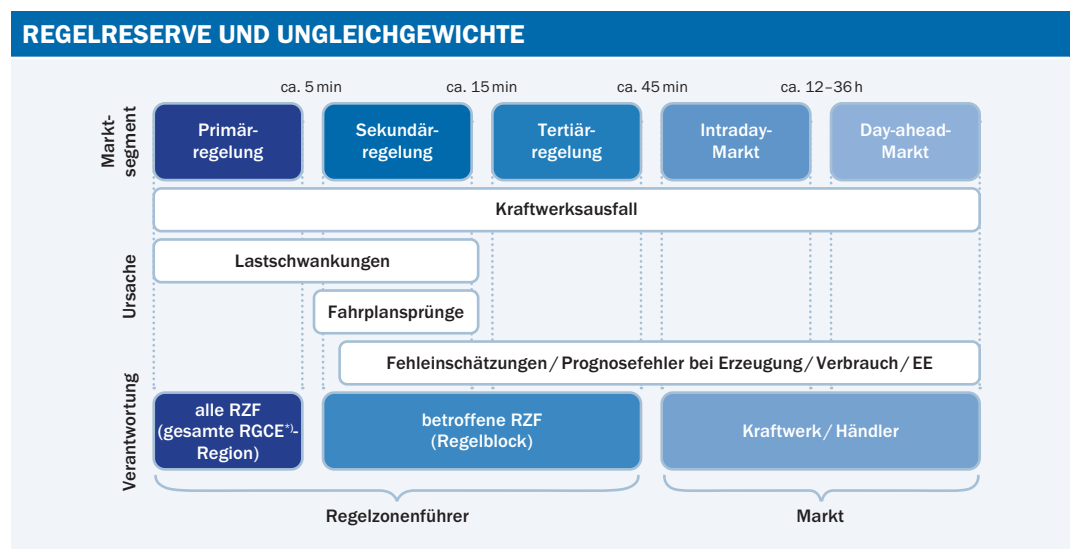 REGELRESERVE UND UNGLEICHGEWICHTE
ca. 5 min
ca. 15 min
ca. 45 min
ca. 12–36 h
Markt-
segment
Primär-
regelung
Sekundär-
regelung
Tertiär-
regelung
Intraday-
Markt
Day-ahead-
Markt
Ursache
Kraftwerksausfall
Lastschwankungen
Fahrplansprünge
Fehleinschätzungen / Prognosefehler bei Erzeugung / Verbrauch / EE
Verantwortung
alle RZF
(gesamte RGCE*)-
Region)
betroffene RZF
(Regelblock)
Kraftwerk / Händler
Regelzonenführer
Markt